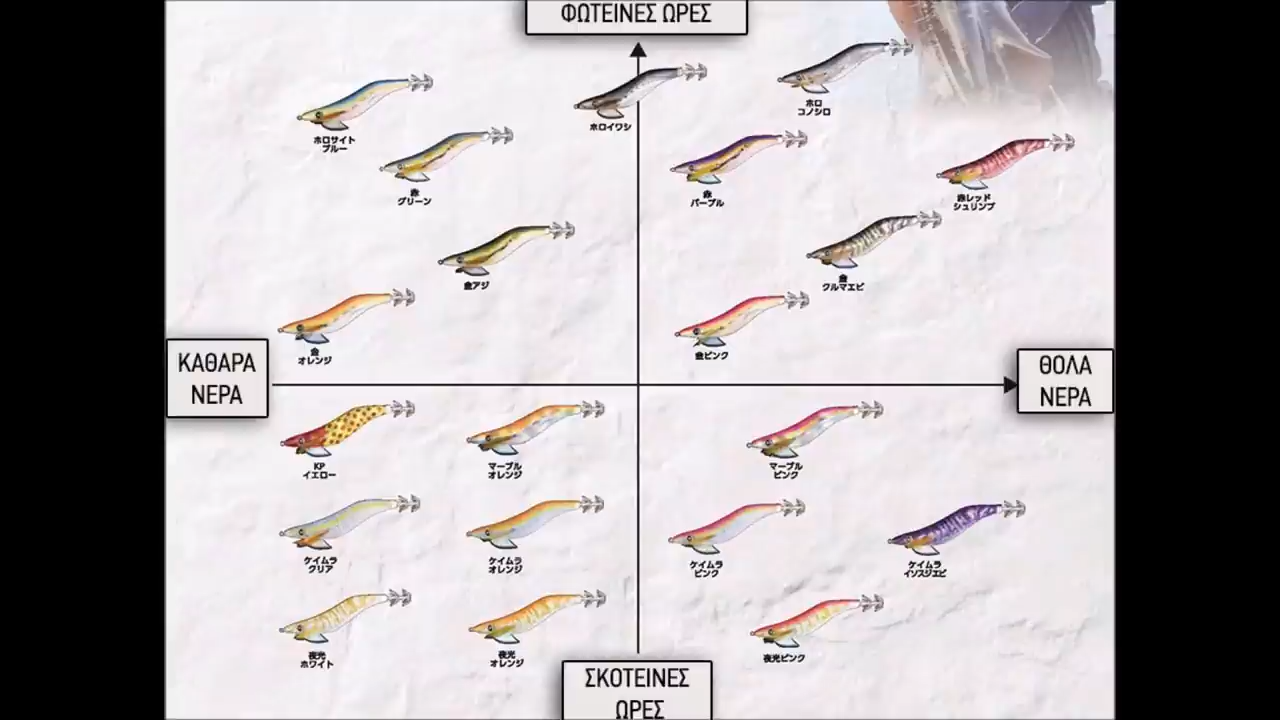 ΦΩΤΕΙΝΕΣ ΩΡΕΣ
ホロサイト
ブルー
ホロイワシ
ホロ
コノシロ
赤
グリーン
赤
パープル
赤レッド
シュリンプ
金アジ
金
クルマエビ
金
オレンジ
金ピンク
ΚΑΘΑΡΑ
ΝΕΡΑ
ΘΟΛΑ
ΝΕΡΑ
KP
イエロー
マーブル
オレンジ
マーブル
ピンク
ケイムラ
クリア
ケイムラ
オレンジ
ケイムラ
ピンク
ケイムラ
イソスジエビ
夜光
ホワイト
夜光
オレンジ
夜光ピンク
ΣΚΟΤΕΙΝΕΣ
ΩΡΕΣ